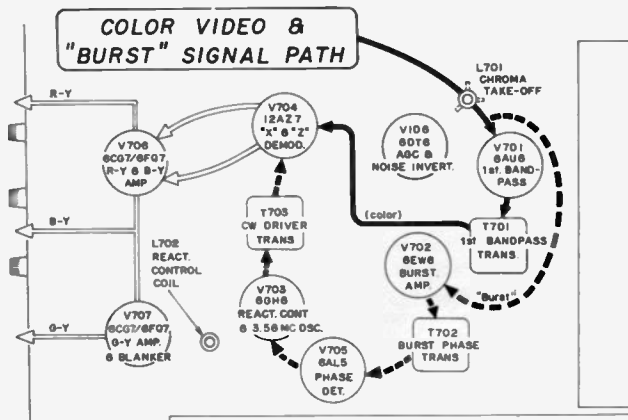 COLOR VIDEO &
"BURST" SIGNAL PATH
L701
CHROMA
TAKE-OFF
R-Y
V704
12AZ7
"X" & "Z"
DEMOD.
V106
6DT6
AGC &
NOISE INVERT.
V701
6AU6
1st. BAND-
PASS
V706
6CG7/6FQ7
R-Y & B-Y
AMP
T703
CW DRIVER
TRANS
(color)
T701
1st BANDPASS
TRANS.
B-Y
L702
REACT.
CONTROL
COIL
V702
6EW6
BURST
AMP.
"Burst"
V703
6GH8
REACT. CONT
& 3.56 MC OSC.
V707
6CG7/6FQ7
G-Y AMP.
& BLANKER
G-Y
T702
BURST PHASE
TRANS
V705
6AL5
PHASE
DET.